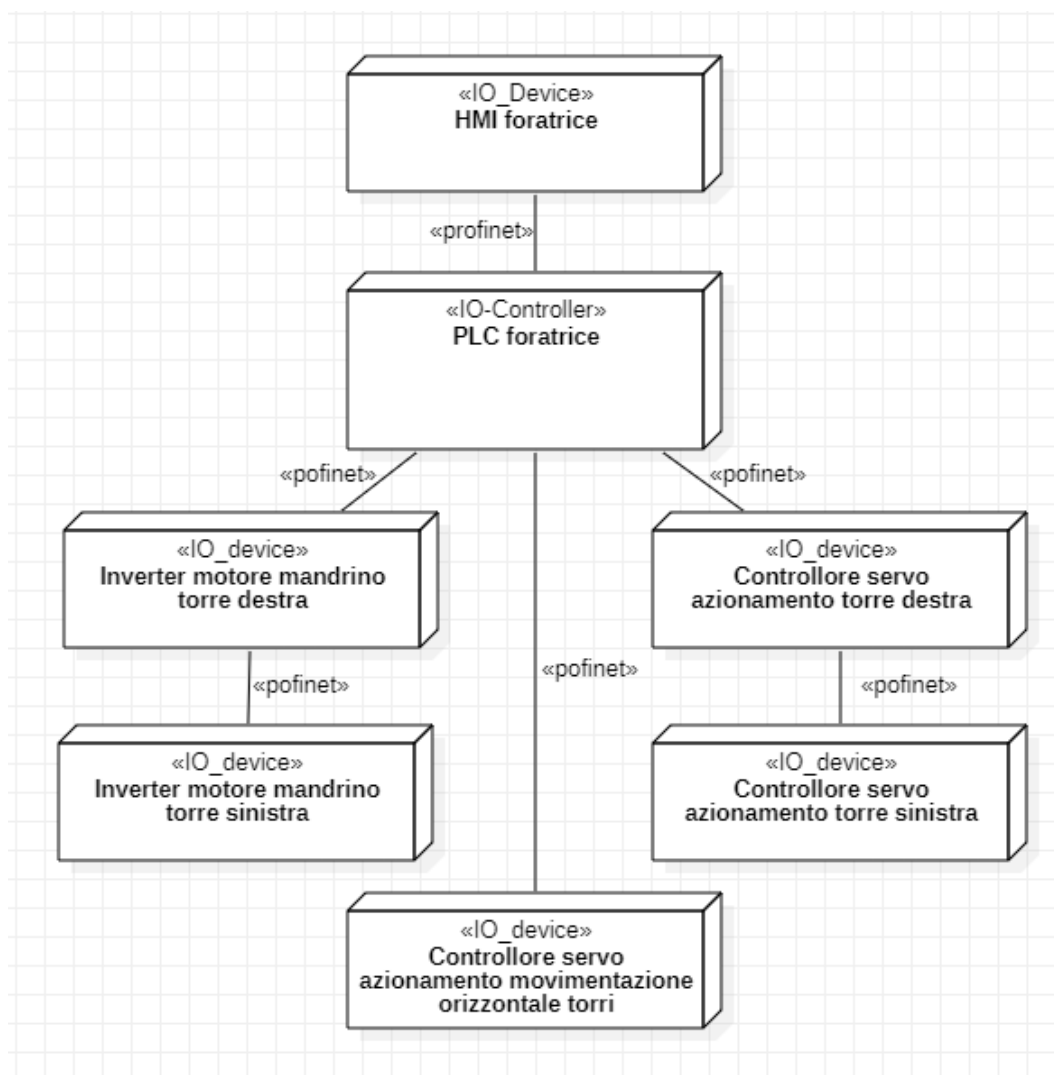 «IO_Device»
HMI foratrice
«profinet»
«IO-Controller»
PLC foratrice
«pofinet»
«pofinet»
«IO_device»
Inverter motore mandrino
torre destra
«IO_device»
Controllore servo
azionamento torre destra
«pofinet»
«pofinet»
«pofinet»
«IO_device»
Inverter motore mandrino
torre sinistra
«IO_device»
Controllore servo
azionamento torre sinistra
«IO_device»
Controllore servo
azionamento movimentazione
orizzontale torri